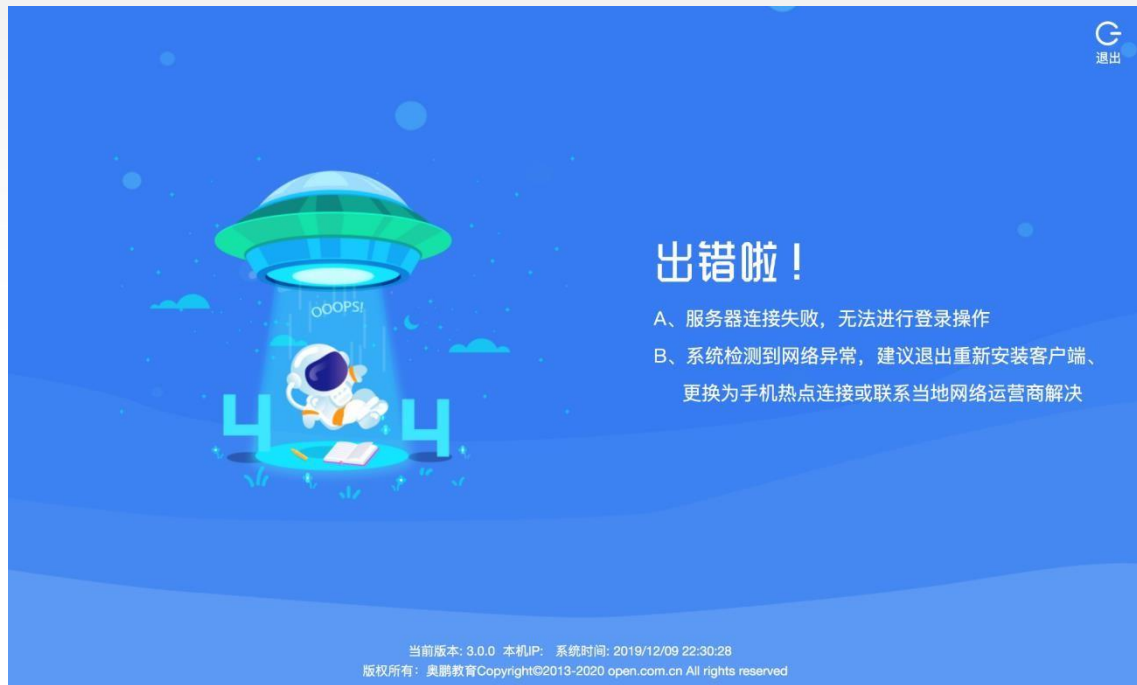 退出
OOOPS!
4 4
出错啦！
A、服务器连接失败，无法进行登录操作
B、系统检测到网络异常，建议退出重新安装客户端、
更换为手机热点连接或联系当地网络运营商解决
当前版本: 3.0.0 本机IP: 系统时间: 2019/12/09 22:30:28
版权所有：奥鹏教育Copyright©2013-2020 open.com.cn All rights reserved